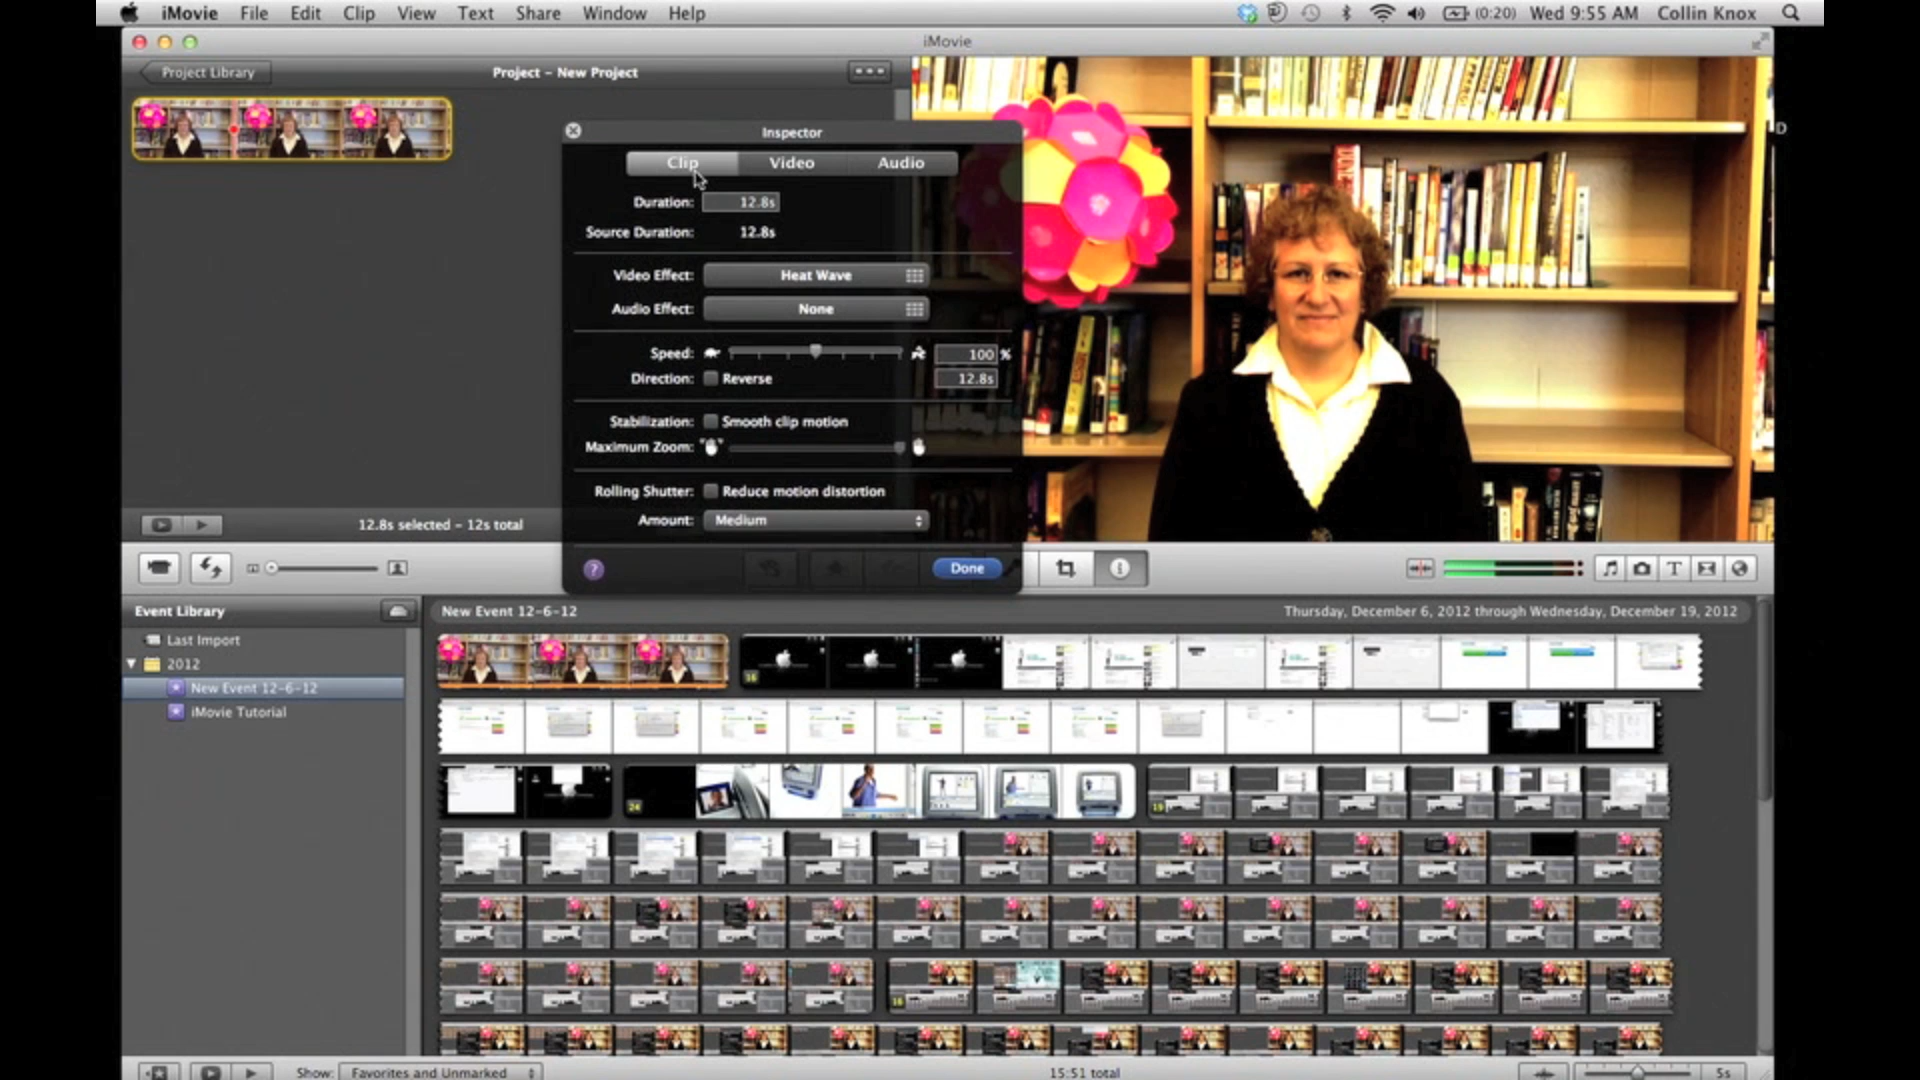 iMovie File Edit Clip View Text Share Window Help (0:20) Wed 9:55 AM Collin Knox
iMovie
Project Library Project – New Project
D
Inspector
Clip Video Audio
Duration: 12.8s
Source Duration: 12.8s
Video Effect: Heat Wave
Audio Effect: None
Speed: 100 %
Direction: Reverse 12.8s
Stabilization: Smooth clip motion
Maximum Zoom:
Rolling Shutter: Reduce motion distortion
Amount: Medium
12.8s selected – 12s total
? Done
Event Library New Event 12-6-12 Thursday, December 6, 2012 through Wednesday, December 19, 2012
Last Import
2012
New Event 12-6-12
iMovie Tutorial
16
24
19
16
Show: Favorites and Unmarked 15:51 total 5s